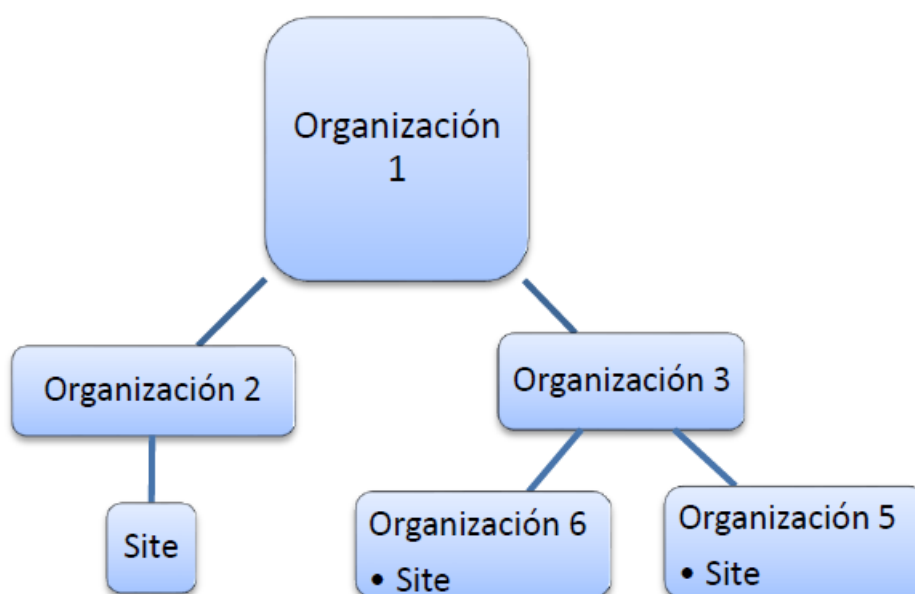 Organización
1
Organización 2
Organización 3
Site
Organización 6
• Site
Organización 5
• Site